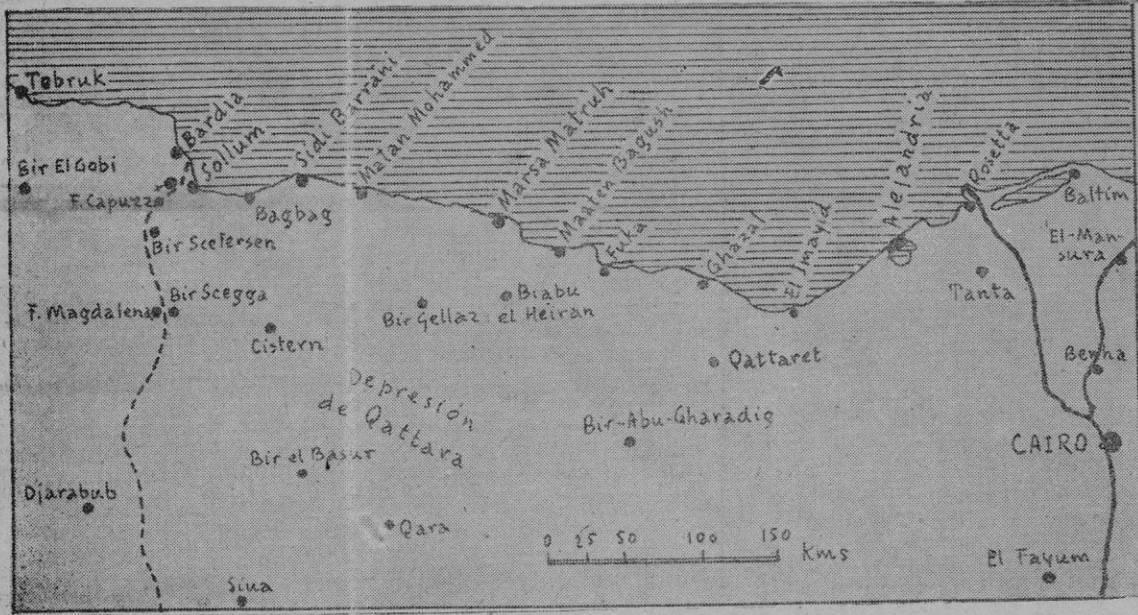 Tobruk
Bardia
Sollum
Sidi Barrani
Matan Mohammed
Marsa Matruh
Maaten Bagush
Fuka
Ghazal
El Imayid
Alejandria
Rosetta
Baltim
El-Man-
sura
Bir El Gobi
F. Capuzzo
Bagbag
Bir Scefersen
F. Magdalena
Bir Scegga
Cistern
Bir Gellaz
Biabu
el Heiran
Tanta
Qattaret
Benha
Depresión
de Qattara
Bir-Abu-Gharadig
CAIRO
Bir el Basur
Djarabub
Qara
0 25 50 100 150
Kms
El Fayum
Siua